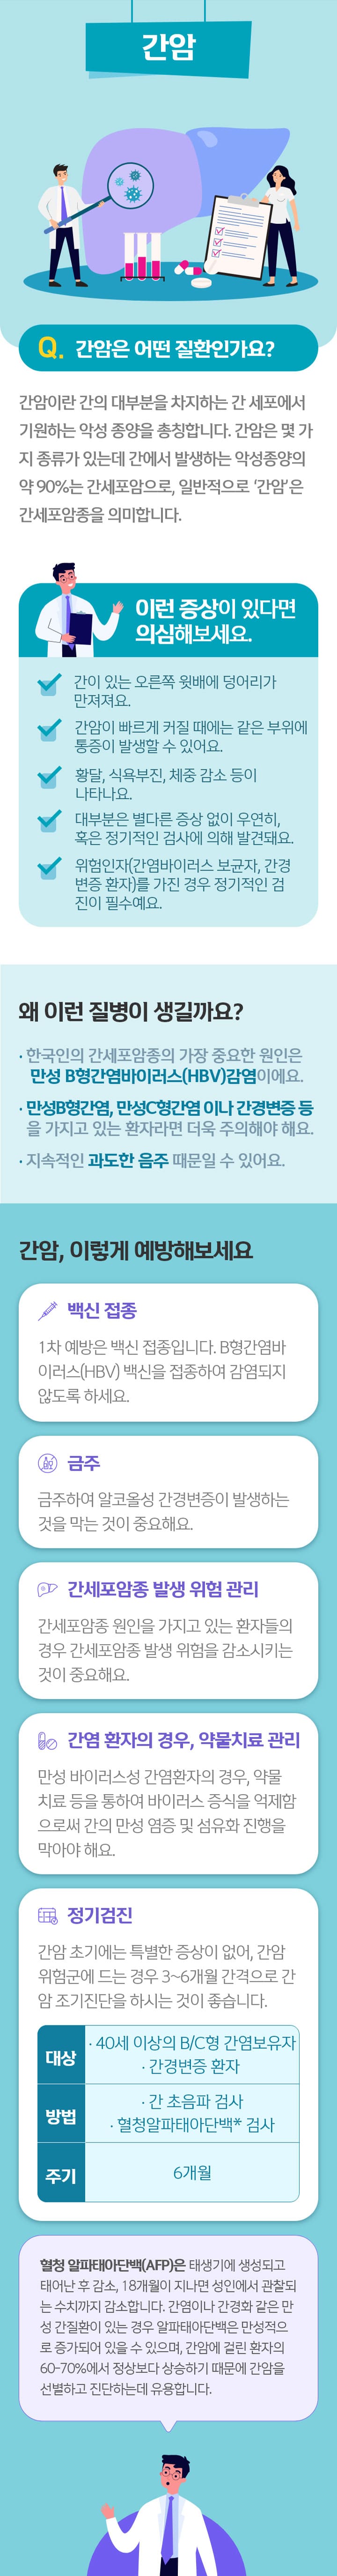 간암
Q. 간암은 어떤 질환인가요?
간암이란 간의 대부분을 차지하는 간 세포에서
기원하는 악성 종양을 총칭합니다. 간암은 몇 가
지 종류가 있는데 간에서 발생하는 악성종양의
약 90%는 간세포암으로, 일반적으로 ‘간암’은
간세포암종을 의미합니다.
이런 증상이 있다면
의심해보세요.
간이 있는 오른쪽 윗배에 덩어리가
만져져요.
간암이 빠르게 커질 때에는 같은 부위에
통증이 발생할 수 있어요.
황달, 식욕부진, 체중 감소 등이
나타나요.
대부분은 별다른 증상 없이 우연히,
혹은 정기적인 검사에 의해 발견돼요.
위험인자(간염바이러스 보균자, 간경
변증 환자)를 가진 경우 정기적인 검
진이 필수예요.
왜 이런 질병이 생길까요?
· 한국인의 간세포암종의 가장 중요한 원인은
만성 B형간염바이러스(HBV)감염이에요.
· 만성B형간염, 만성C형간염 이나 간경변증 등
을 가지고 있는 환자라면 더욱 주의해야 해요.
· 지속적인 과도한 음주 때문일 수 있어요.
간암, 이렇게 예방해보세요
백신 접종
1차 예방은 백신 접종입니다. B형간염바
이러스(HBV) 백신을 접종하여 감염되지
않도록 하세요.
금주
금주하여 알코올성 간경변증이 발생하는
것을 막는 것이 중요해요.
간세포암종 발생 위험 관리
간세포암종 원인을 가지고 있는 환자들의
경우 간세포암종 발생 위험을 감소시키는
것이 중요해요.
간염 환자의 경우, 약물치료 관리
만성 바이러스성 간염환자의 경우, 약물
치료 등을 통하여 바이러스 증식을 억제함
으로써 간의 만성 염증 및 섬유화 진행을
막아야 해요.
정기검진
간암 초기에는 특별한 증상이 없어, 간암
위험군에 드는 경우 3~6개월 간격으로 간
암 조기진단을 하시는 것이 좋습니다.
대상
· 40세 이상의 B/C형 간염보유자
· 간경변증 환자
방법
· 간 초음파 검사
· 혈청알파태아단백* 검사
주기
6개월
혈청 알파태아단백(AFP)은 태생기에 생성되고
태어난 후 감소, 18개월이 지나면 성인에서 관찰되
는 수치까지 감소합니다. 간염이나 간경화 같은 만
성 간질환이 있는 경우 알파태아단백은 만성적으
로 증가되어 있을 수 있으며, 간암에 걸린 환자의
60-70%에서 정상보다 상승하기 때문에 간암을
선별하고 진단하는데 유용합니다.